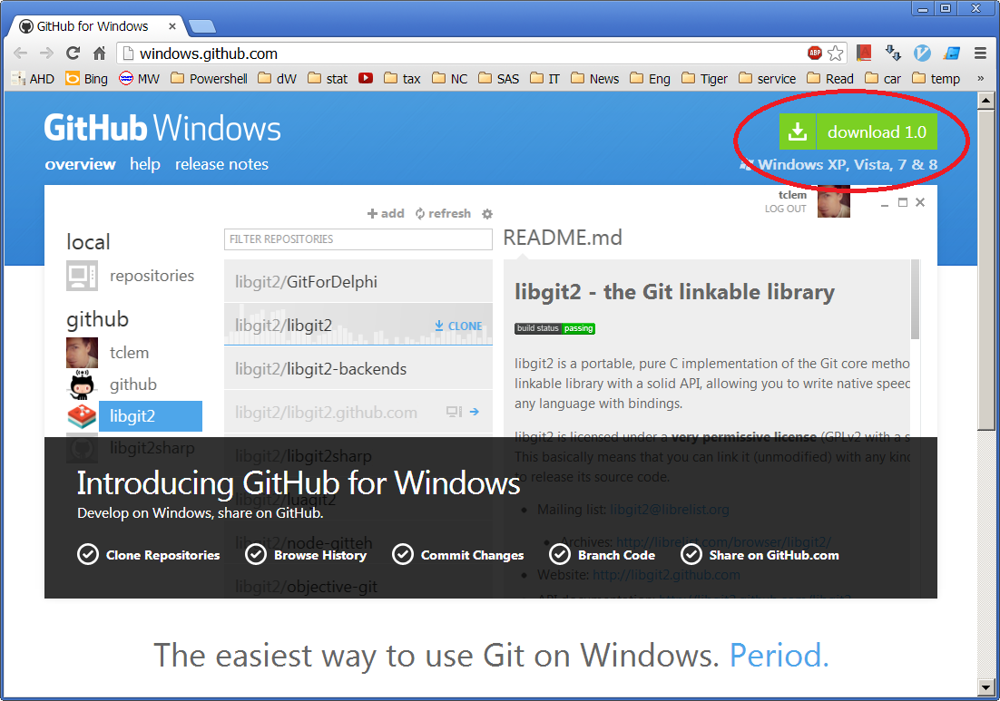 GitHub for Windows
windows.github.com
ABP
AHD Bing MW Powershell dW stat tax NC SAS IT News Eng Tiger service Read car temp »
GitHub Windows
download 1.0
overview help release notes
Windows XP, Vista, 7 & 8
tclem
LOG OUT
add refresh
local
FILTER REPOSITORIES
README.md
repositories
libgit2/GitForDelphi
libgit2 - the Git linkable library
github
libgit2/libgit2 CLONE
build status passing
tclem
libgit2 is a portable, pure C implementation of the Git core metho
libgit2/libgit2-backends
linkable library with a solid API, allowing you to write native speed
github
any language with bindings.
libgit2
libgit2/libgit2.github.com
libgit2 is licensed under a very permissive license (GPLv2 with a s
libgit2sharp
libgit2/libgit2sharp
This basically means that you can link it (unmodified) with any kind
to release its source code.
Introducing GitHub for Windows
libgit2/luagit2
Develop on Windows, share on GitHub.
Mailing list: libgit2@librelist.org
libgit2/node-gitteh
Archives: http://librelist.com/browser/libgit2/
Clone Repositories Browse History Commit Changes Branch Code Share on GitHub.com
Website: http://libgit2.github.com
libgit2/objective-git
API documentation: http://libgit2.github.com/libgit2
The easiest way to use Git on Windows. Period.